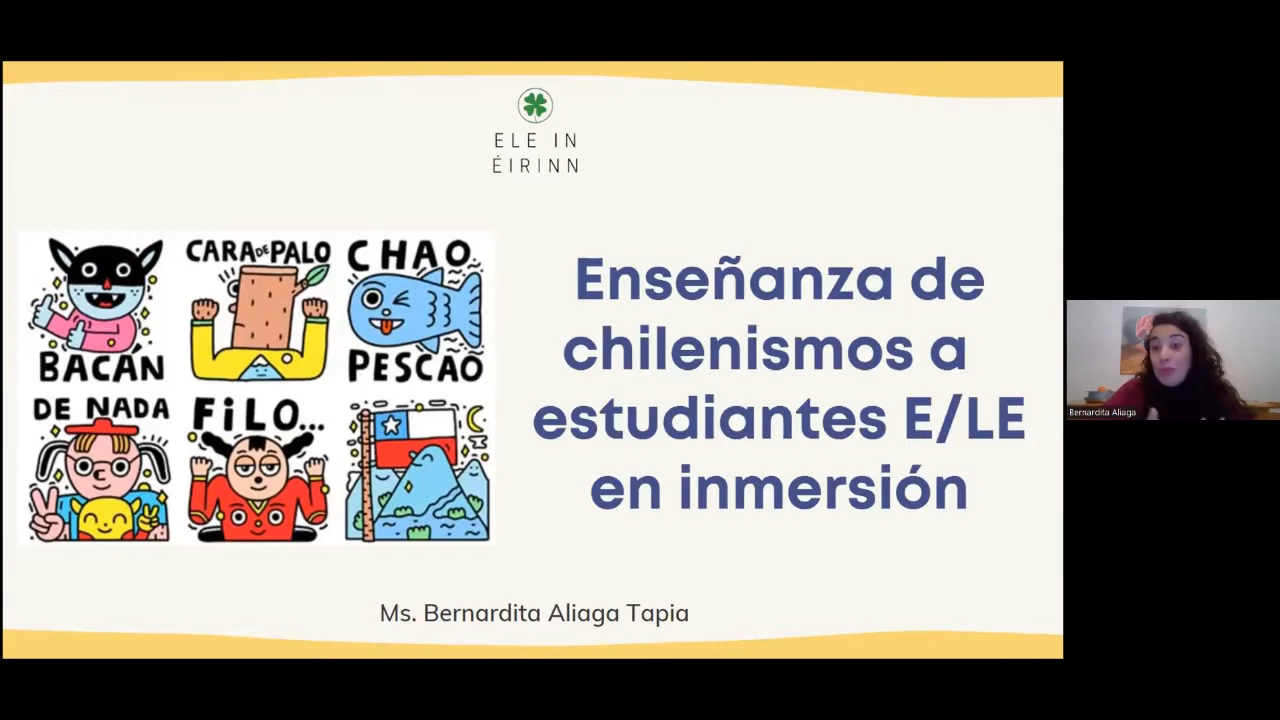 ELE IN
ÉIRINN
CARA DE PALO
CHAO
BACÁN
PESCAO
DE NADA
FiLO...
Enseñanza de
chilenismos a
estudiantes E/LE
en inmersión
Ms. Bernardita Aliaga Tapia
Bernardita Aliaga